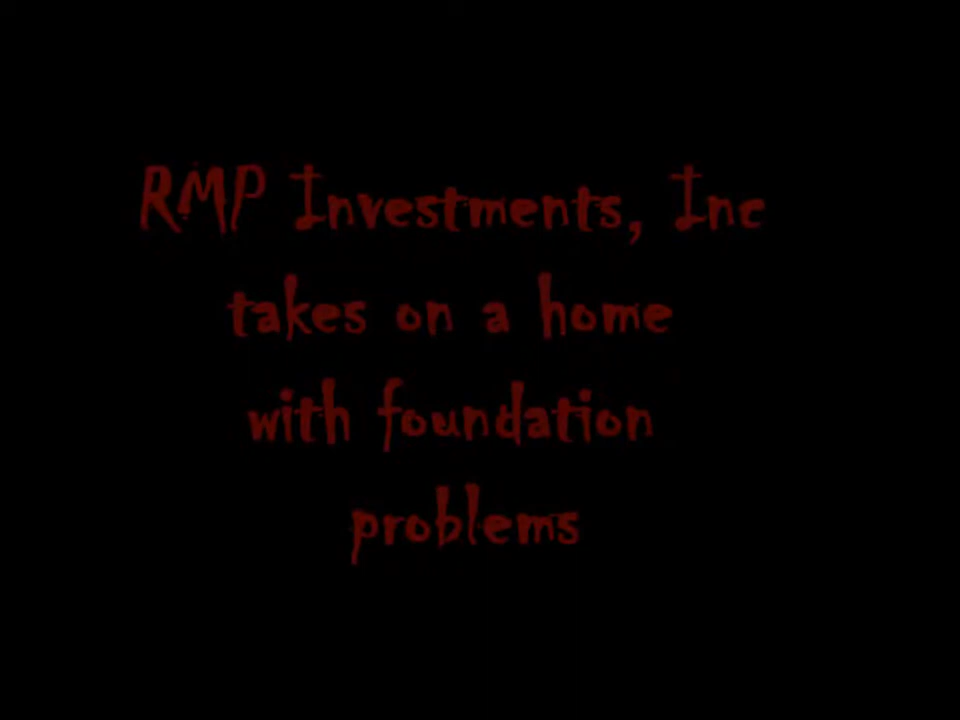 RMP Investments, Inc
takes on a home
with foundation
problems